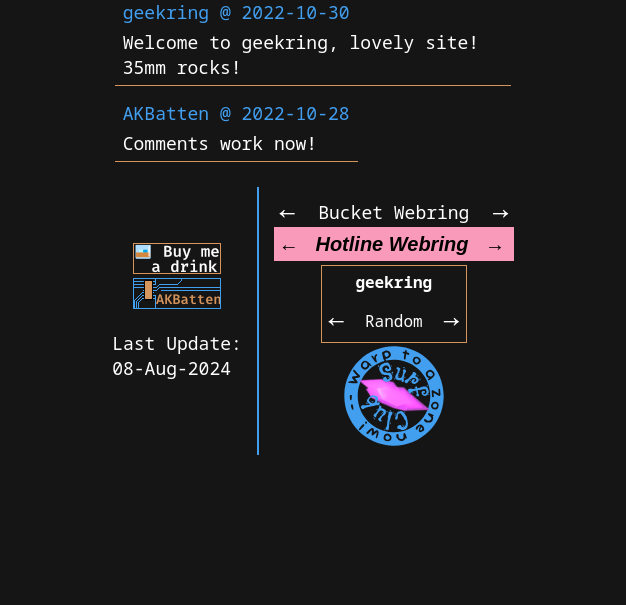 geekring @ 2022-10-30
Welcome to geekring, lovely site!
35mm rocks!
AKBatten @ 2022-10-28
Comments work now!
Buy me
a drink
AKBatten
Last Update:
08-Aug-2024
← Bucket Webring →
← Hotline Webring →
geekring
← Random →
Surf
Club
Warp to a Zone now! --